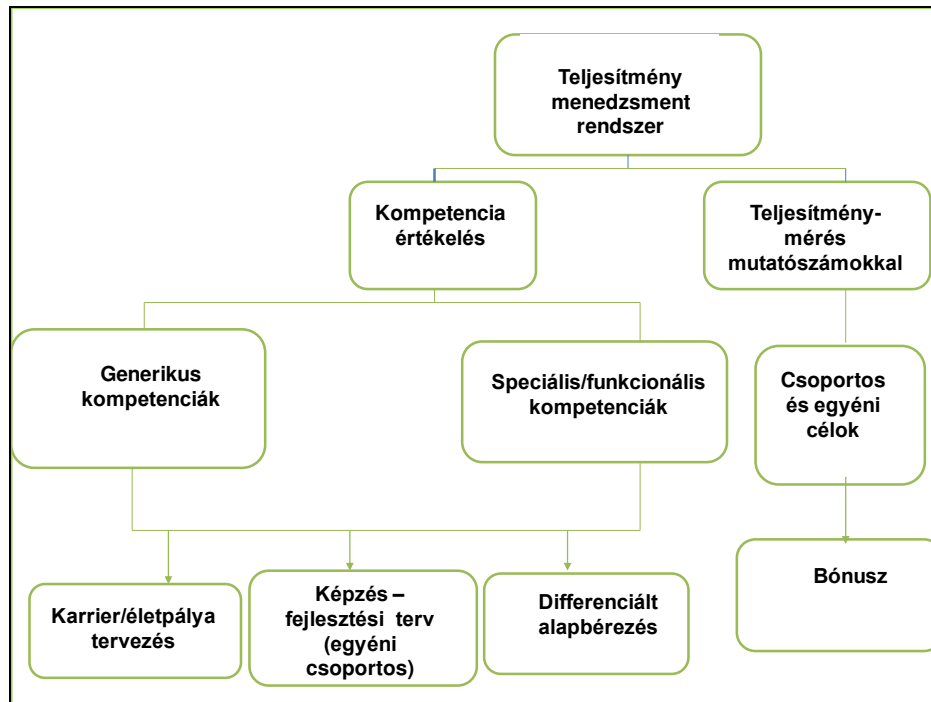 Teljesítmény
menedzsment
rendszer
Kompetencia
értékelés
Teljesítmény-
mérés
mutatószámokkal
Generikus
kompetenciák
Speciális/funkcionális
kompetenciák
Csoportos
és egyéni
célok
Karrier/életpálya
tervezés
Képzés –
fejlesztési terv
(egyéni
csoportos)
Differenciált
alapbérezés
Bónusz